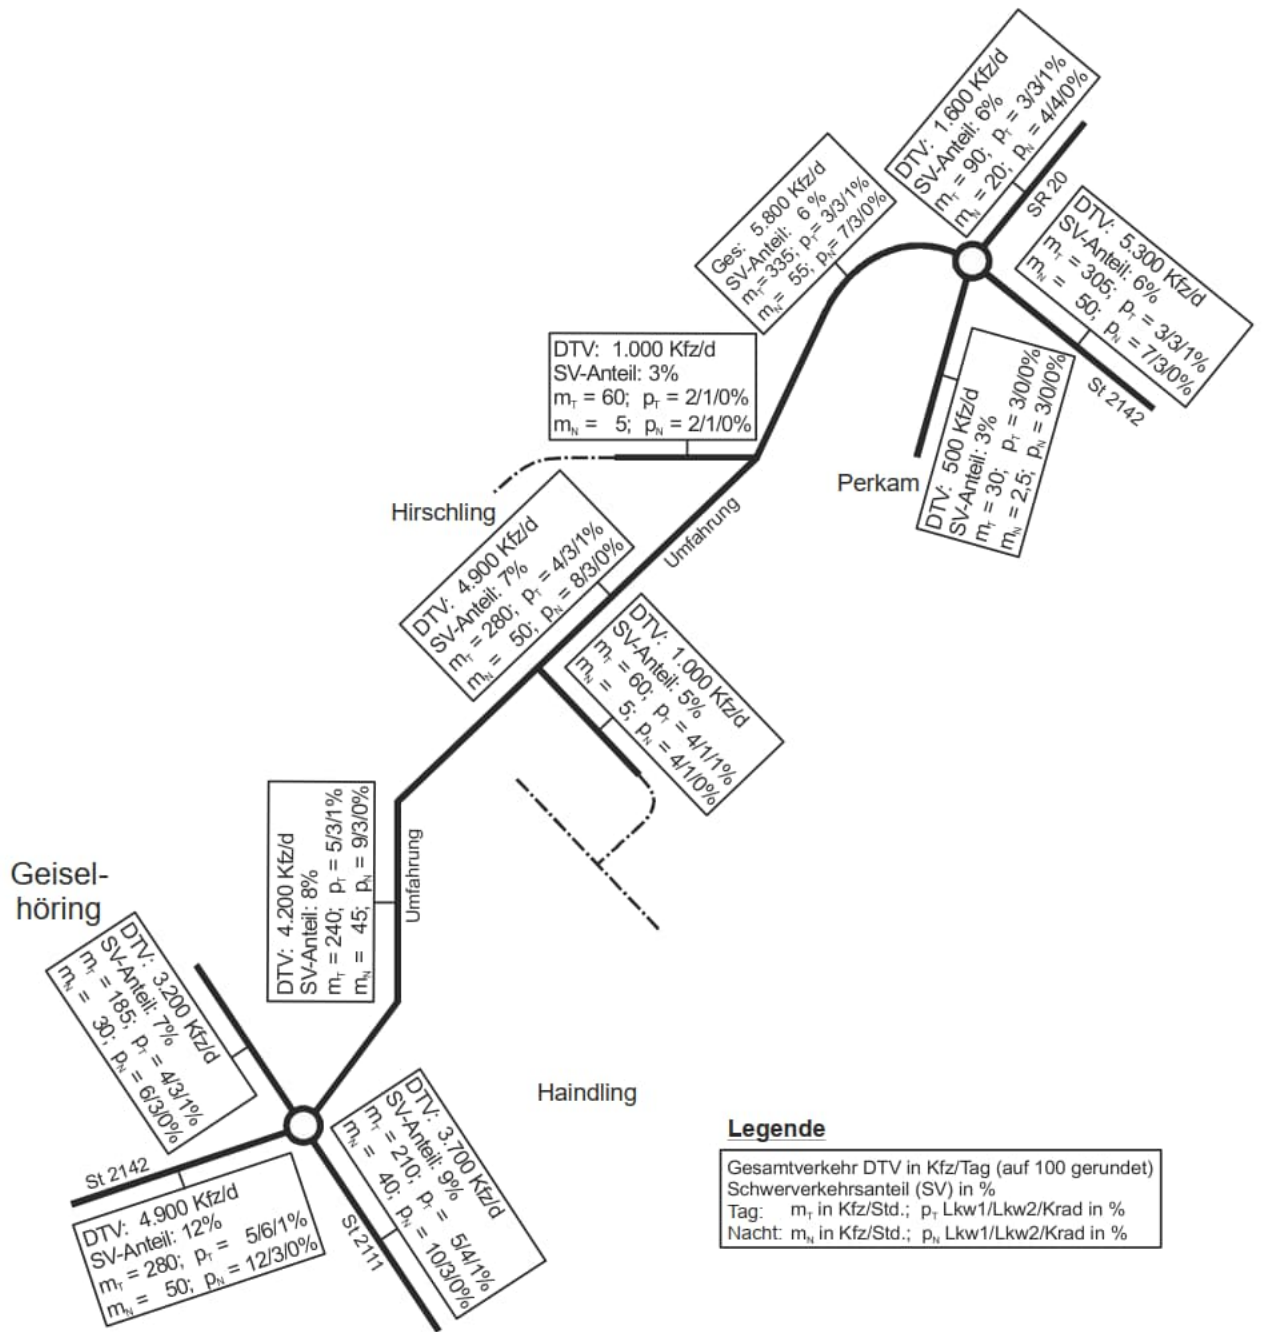 DTV: 1.600 Kfz/d
SV-Anteil: 6%
mT = 90; pT = 3/3/1%
mN = 20; pN = 4/4/0%
SR 20
Ges: 5.800 Kfz/d
SV-Anteil: 6 %
mT = 335; pT = 3/3/1%
mN = 55; pN = 7/3/0%
DTV: 5.300 Kfz/d
SV-Anteil: 6%
mT = 305; pT = 3/3/1%
mN = 50; pN = 7/3/0%
St 2142
DTV: 1.000 Kfz/d
SV-Anteil: 3%
mT = 60; pT = 2/1/0%
mN = 5; pN = 2/1/0%
DTV: 500 Kfz/d
SV-Anteil: 3%
mT = 30; pT = 3/0/0%
mN = 2,5; pN = 3/0/0%
Perkam
Hirschling
Umfahrung
DTV: 4.900 Kfz/d
SV-Anteil: 7%
mT = 280; pT = 4/3/1%
mN = 50; pN = 8/3/0%
DTV: 1.000 Kfz/d
SV-Anteil: 5%
mT = 60; pT = 4/1/1%
mN = 5; pN = 4/1/0%
DTV: 4.200 Kfz/d
SV-Anteil: 8%
mT = 240; pT = 5/3/1%
mN = 45; pN = 9/3/0%
Umfahrung
Geisel-
höring
DTV: 3.200 Kfz/d
SV-Anteil: 7%
mT = 185; pT = 4/3/1%
mN = 30; pN = 6/3/0%
Haindling
DTV: 3.700 Kfz/d
SV-Anteil: 9%
mT = 210; pT = 5/4/1%
mN = 40; pN = 10/3/0%
St 2111
St 2142
DTV: 4.900 Kfz/d
SV-Anteil: 12%
mT = 280; pT = 5/6/1%
mN = 50; pN = 12/3/0%
Legende
Gesamtverkehr DTV in Kfz/Tag (auf 100 gerundet)
Schwerverkehrsanteil (SV) in %
Tag: mT in Kfz/Std.; pT Lkw1/Lkw2/Krad in %
Nacht: mN in Kfz/Std.; pN Lkw1/Lkw2/Krad in %